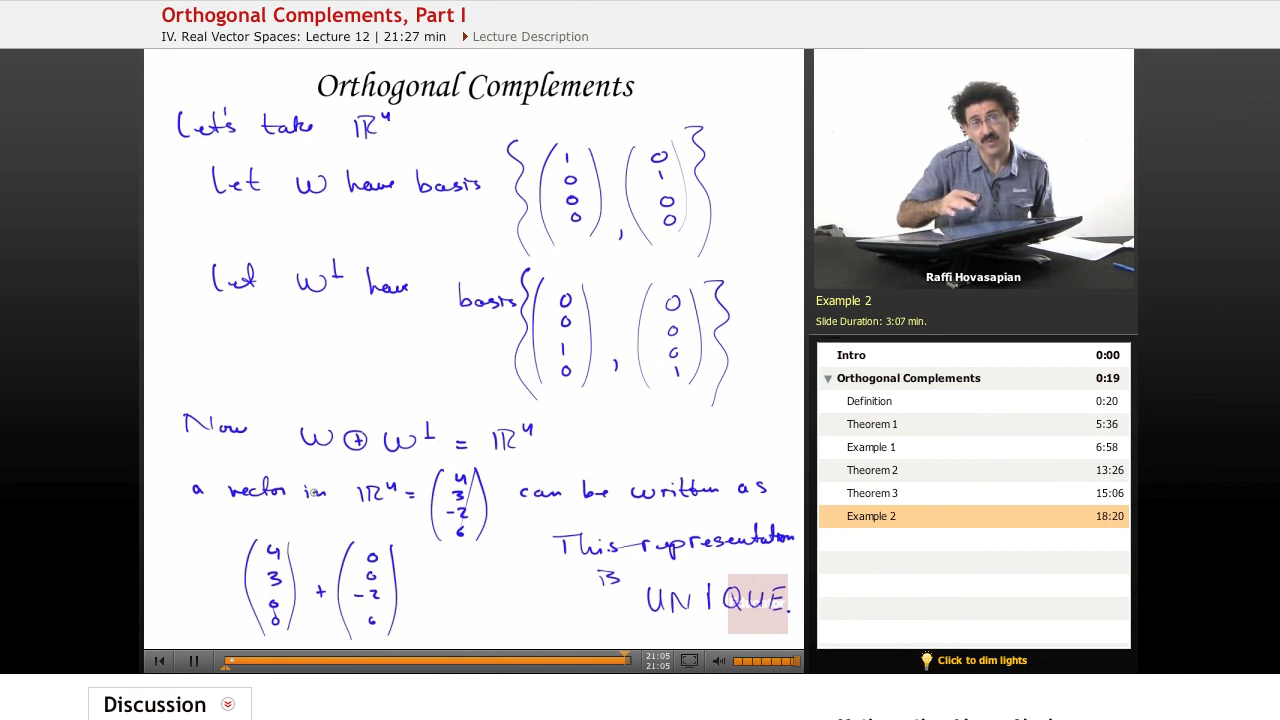 Orthogonal Complements, Part I
IV. Real Vector Spaces: Lecture 12 | 21:27 min Lecture Description
Orthogonal Complements
Let's take ℝ⁴
Let W have basis { (1 0 0 0), (0 1 0 0) }
Let W⊥ have basis { (0 0 1 0), (0 0 0 1) }
Now W ⊕ W⊥ = ℝ⁴
a vector in ℝ⁴ = (4 3 -2 6) can be written as
(4 3 0 0) + (0 0 -2 6)
This representation
is
UNIQUE.
Raffi Hovasapian
Example 2
Slide Duration: 3:07 min.
Intro 0:00
Orthogonal Complements 0:19
Definition 0:20
Theorem 1 5:36
Example 1 6:58
Theorem 2 13:26
Theorem 3 15:06
Example 2 18:20
21:05
21:05
Click to dim lights
Discussion